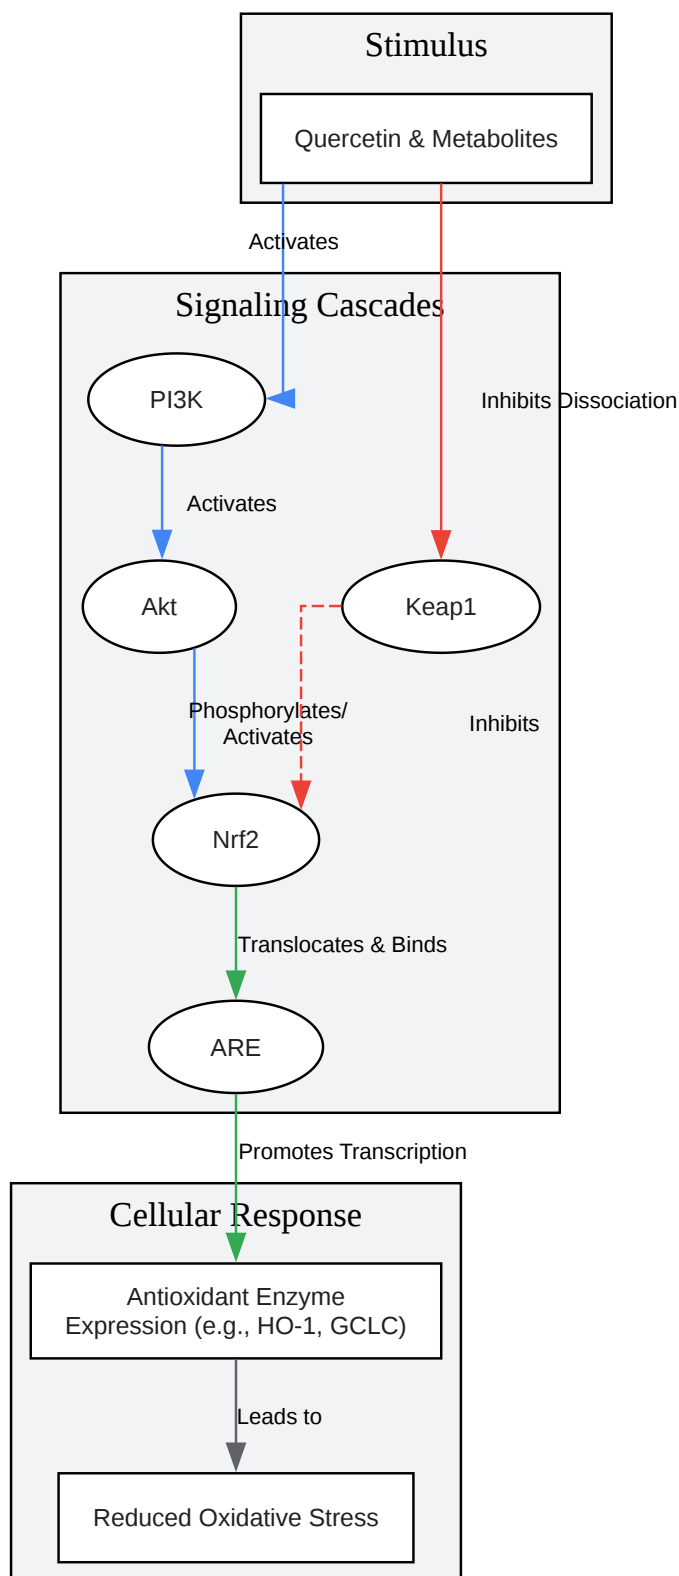 Stimulus
Quercetin & Metabolites
Activates
Signaling Cascades
PI3K
Inhibits Dissociation
Activates
Akt
Keap1
Phosphorylates/
Activates
Inhibits
Nrf2
Translocates & Binds
ARE
Promotes Transcription
Cellular Response
Antioxidant Enzyme
Expression (e.g., HO-1, GCLC)
Leads to
Reduced Oxidative Stress